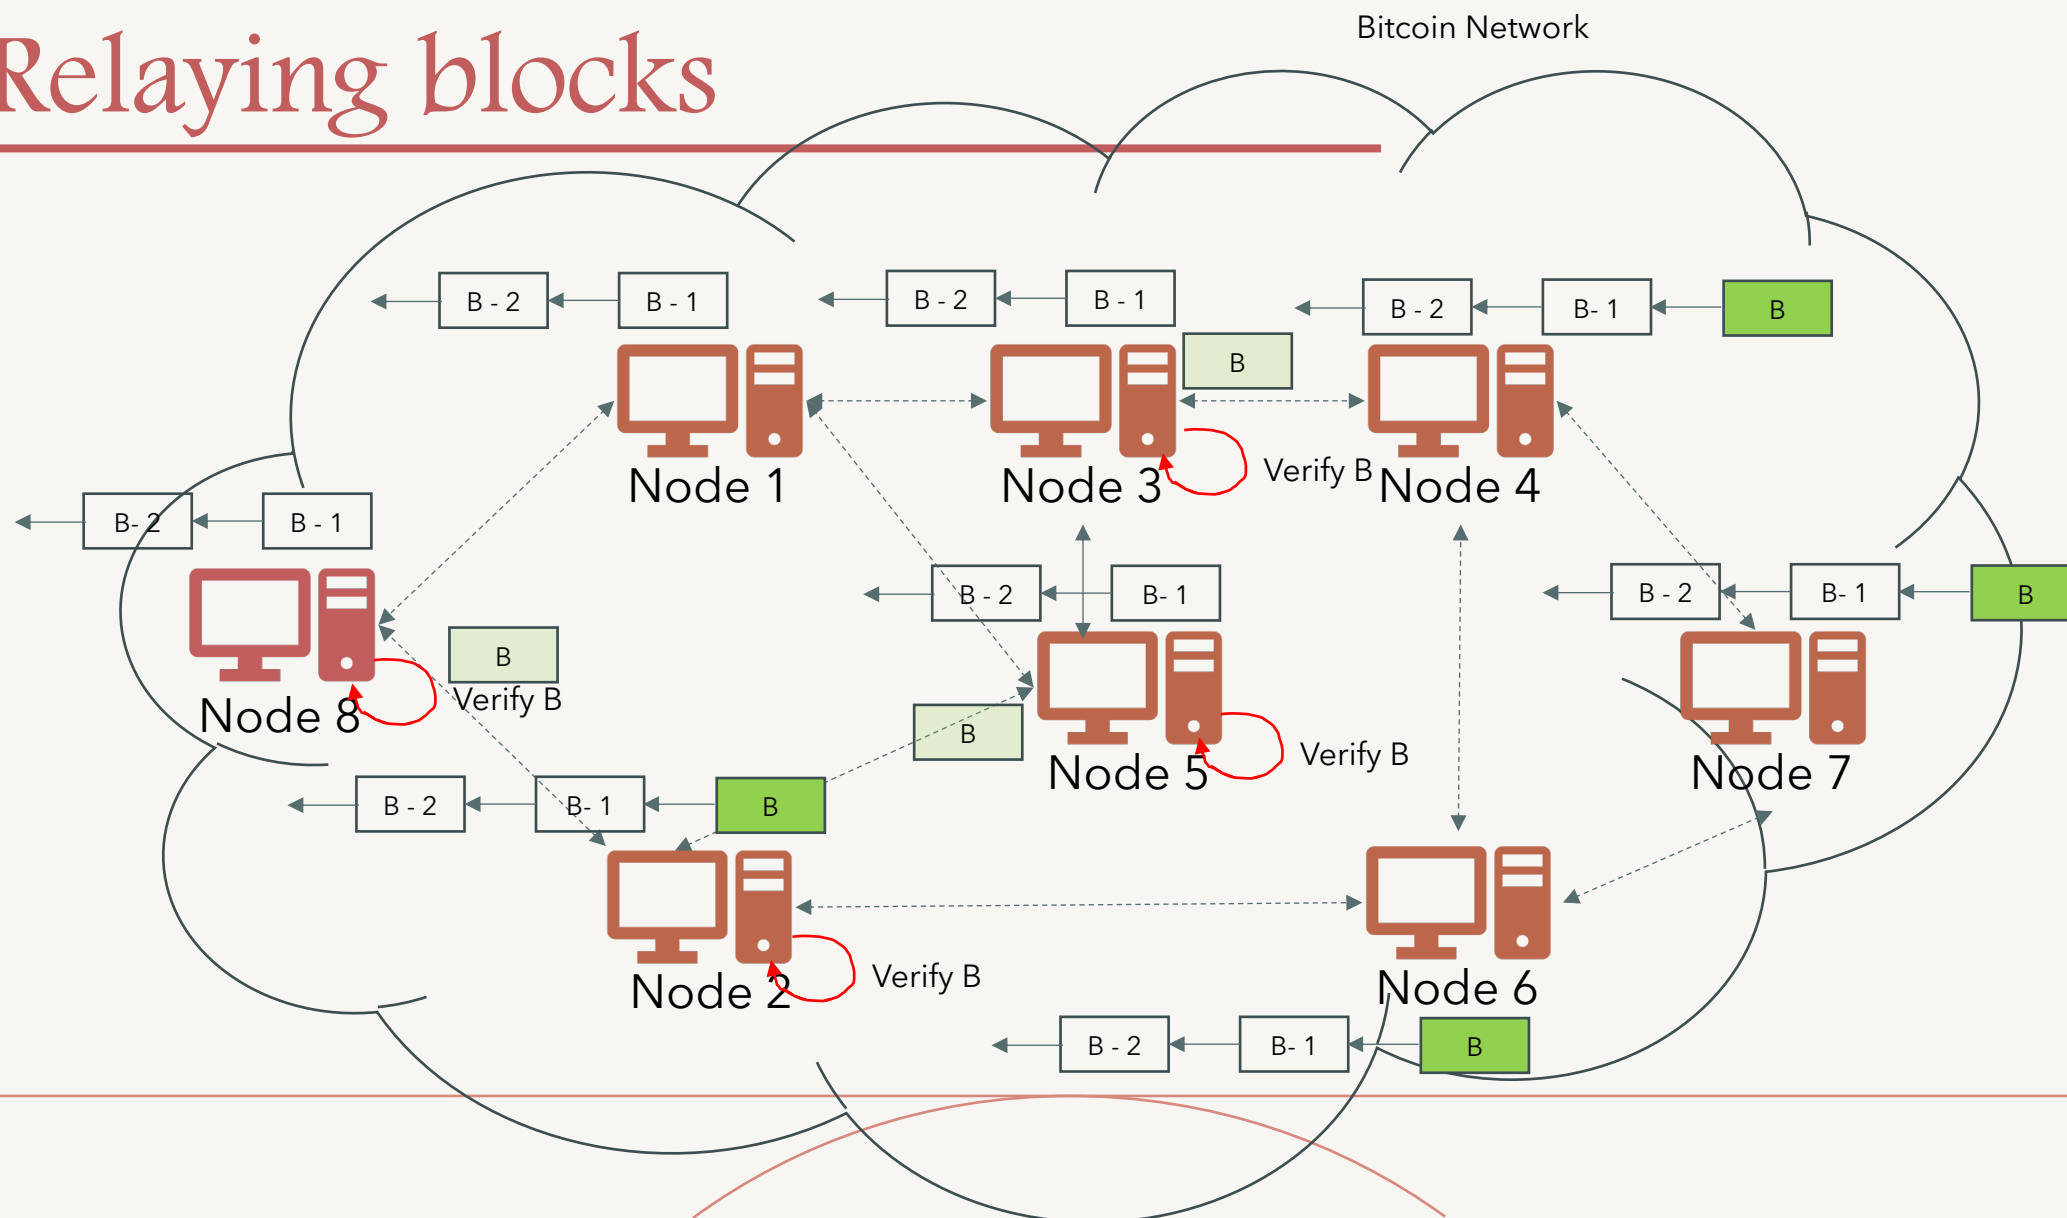 Relaying blocks
Bitcoin Network
B - 2
B - 1
B - 2
B - 1
B - 2
B- 1
B
B
Node 1
Node 3
Verify B
Node 4
B- 2
B - 1
B - 2
B- 1
B - 2
B- 1
B
B
Verify B
Node 8
B
Node 5
Verify B
Node 7
B - 2
B- 1
B
Node 2
Verify B
Node 6
B - 2
B- 1
B